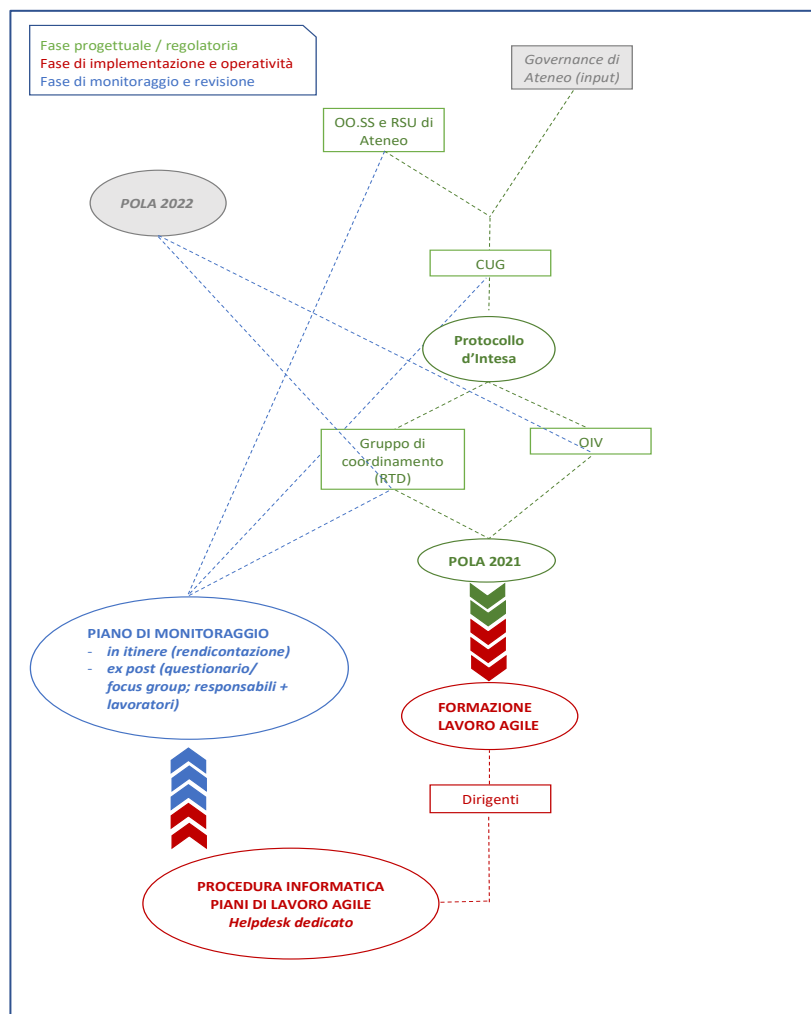 Fase progettuale / regolatoria
Fase di implementazione e operatività
Fase di monitoraggio e revisione
Governance di
Ateneo (input)
OO.SS e RSU di
Ateneo
POLA 2022
CUG
Protocollo
d'Intesa
Gruppo di
coordinamento
(RTD)
OIV
POLA 2021
PIANO DI MONITORAGGIO
- in itinere (rendicontazione)
- ex post (questionario/
focus group; responsabili +
lavoratori)
FORMAZIONE
LAVORO AGILE
Dirigenti
PROCEDURA INFORMATICA
PIANI DI LAVORO AGILE
Helpdesk dedicato